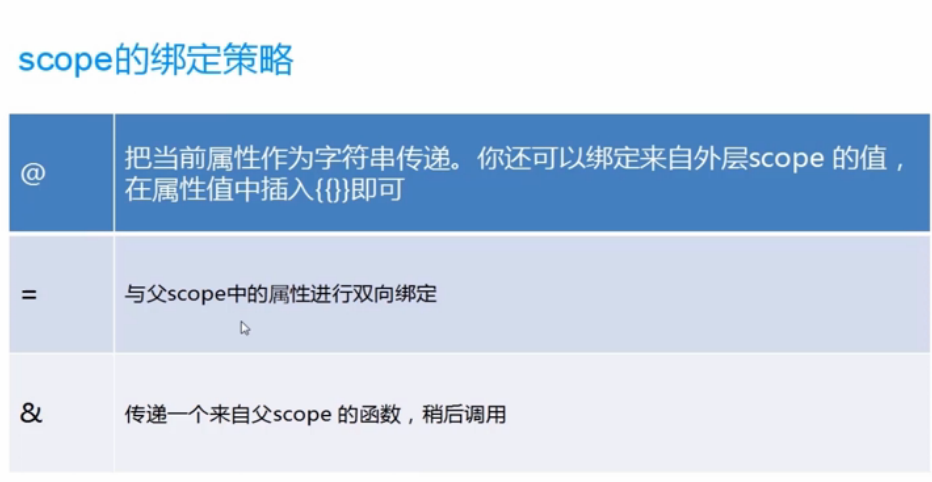 scope的绑定策略
@
把当前属性作为字符串传递。你还可以绑定来自外层scope 的值，
在属性值中插入{{}}即可
=
与父scope中的属性进行双向绑定
&
传递一个来自父scope 的函数，稍后调用